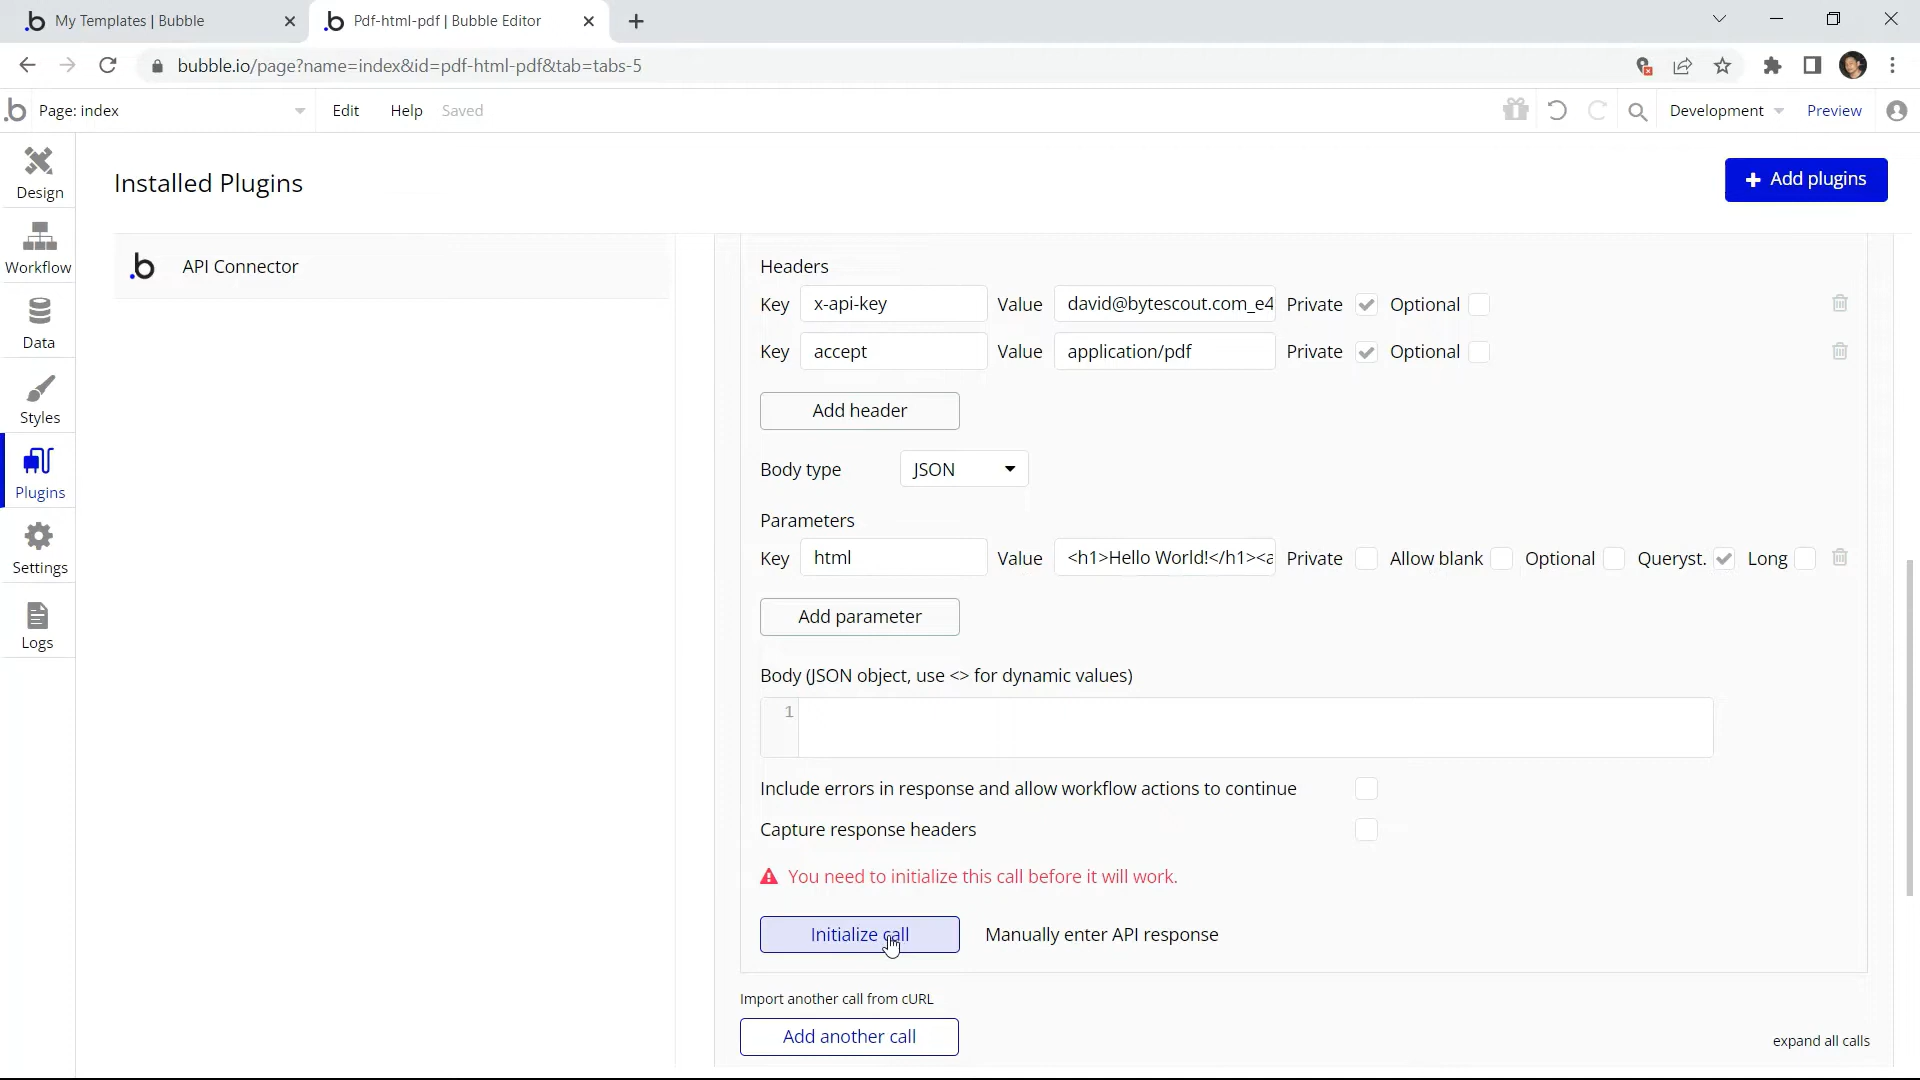 My Templates | Bubble
Pdf-html-pdf | Bubble Editor
bubble.io/page?name=index&id=pdf-html-pdf&tab=tabs-5
Page: index
Edit
Help
Saved
Development
Preview
Design
Workflow
Data
Styles
Plugins
Settings
Logs
Installed Plugins
Add plugins
API Connector
Headers
Key x-api-key Value david@bytescout.com_e4 Private Optional
Key accept Value application/pdf Private Optional
Add header
Body type JSON
Parameters
Key html Value <h1>Hello World!</h1><a Private Allow blank Optional Queryst. Long
Add parameter
Body (JSON object, use <> for dynamic values)
1
Include errors in response and allow workflow actions to continue
Capture response headers
You need to initialize this call before it will work.
Initialize call
Manually enter API response
Import another call from cURL
Add another call
expand all calls